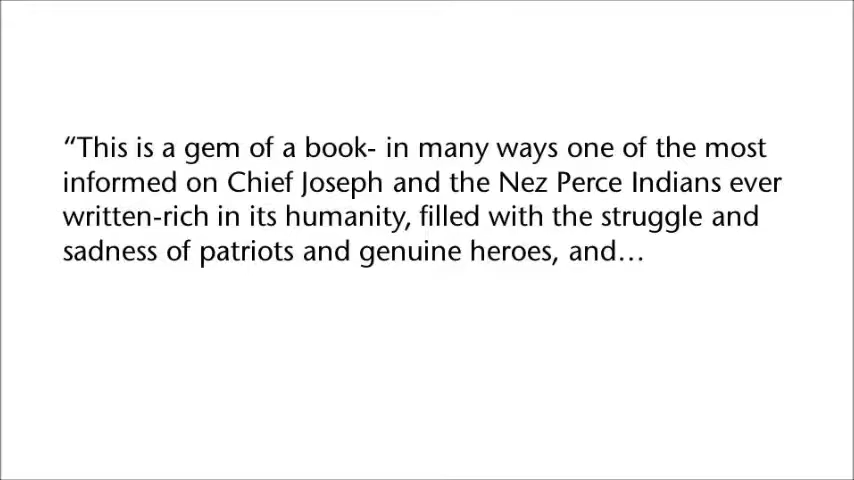 “This is a gem of a book- in many ways one of the most
informed on Chief Joseph and the Nez Perce Indians ever
written-rich in its humanity, filled with the struggle and
sadness of patriots and genuine heroes, and…